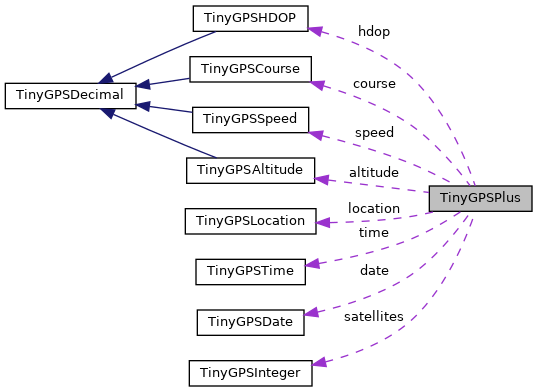 TinyGPSHDOP
hdop
TinyGPSCourse
course
TinyGPSDecimal
TinyGPSSpeed
speed
TinyGPSAltitude
altitude
TinyGPSPlus
TinyGPSLocation
location
time
TinyGPSTime
date
TinyGPSDate
satellites
TinyGPSInteger